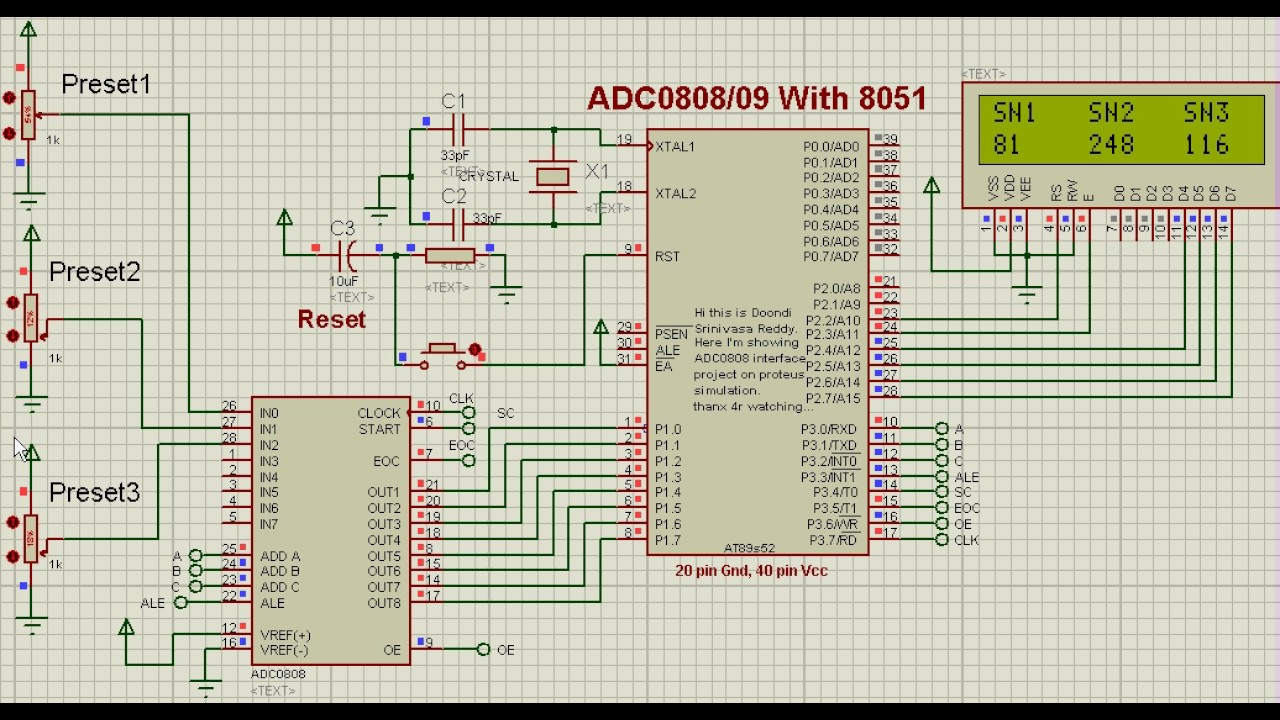 Preset1
1k
Preset2
12%
1k
Preset3
18%
1k
C1
33pF
<TEXT>
CRYSTAL
X1
<TEXT>
C2
33pF
C3
10uF
<TEXT>
<TEXT>
<TEXT>
Reset
ADC0808/09 With 8051
<TEXT>
SN1 SN2 SN3
81 248 116
VSS VDD VEE RS RW E D0 D1 D2 D3 D4 D5 D6 D7
1 2 3 4 5 6 7 8 9 10 11 12 13 14
19 XTAL1 P0.0/AD0 39
P0.1/AD1 38
P0.2/AD2 37
18 XTAL2 P0.3/AD3 36
P0.4/AD4 35
P0.5/AD5 34
P0.6/AD6 33
9 RST P0.7/AD7 32
P2.0/A8 21
P2.1/A9 22
P2.2/A10 23
29 PSEN P2.3/A11 24
30 ALE P2.4/A12 25
31 EA P2.5/A13 26
P2.6/A14 27
P2.7/A15 28
Hi this is Doondi
Srinivasa Reddy.
Here I'm showing
ADC0808 interface
project on proteus
simulation.
thanx 4r watching...
1 P1.0 P3.0/RXD 10 A
2 P1.1 P3.1/TXD 11 B
3 P1.2 P3.2/INT0 12 C
4 P1.3 P3.3/INT1 13 ALE
5 P1.4 P3.4/T0 14 SC
6 P1.5 P3.5/T1 15 EOC
7 P1.6 P3.6/WR 16 OE
8 P1.7 P3.7/RD 17 CLK
AT89s52
20 pin Gnd, 40 pin Vcc
26 IN0 CLOCK 10 CLK
27 IN1 START 6 SC
28 IN2
1 IN3 EOC 7 EOC
2 IN4
3 IN5 OUT1 21
4 IN6 OUT2 20
5 IN7 OUT3 19
OUT4 18
A 25 ADD A OUT5 8
B 24 ADD B OUT6 15
C 23 ADD C OUT7 14
ALE 22 ALE OUT8 17
12 VREF(+)
16 VREF(-) OE 9 OE
ADC0808
<TEXT>